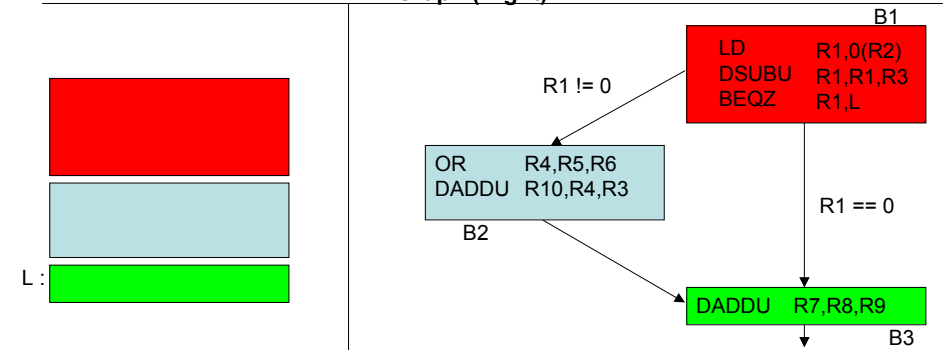 B1
LD R1,0(R2)
DSUBU R1,R1,R3
BEQZ R1,L
R1 != 0
OR R4,R5,R6
DADDU R10,R4,R3
B2
R1 == 0
L :
DADDU R7,R8,R9
B3